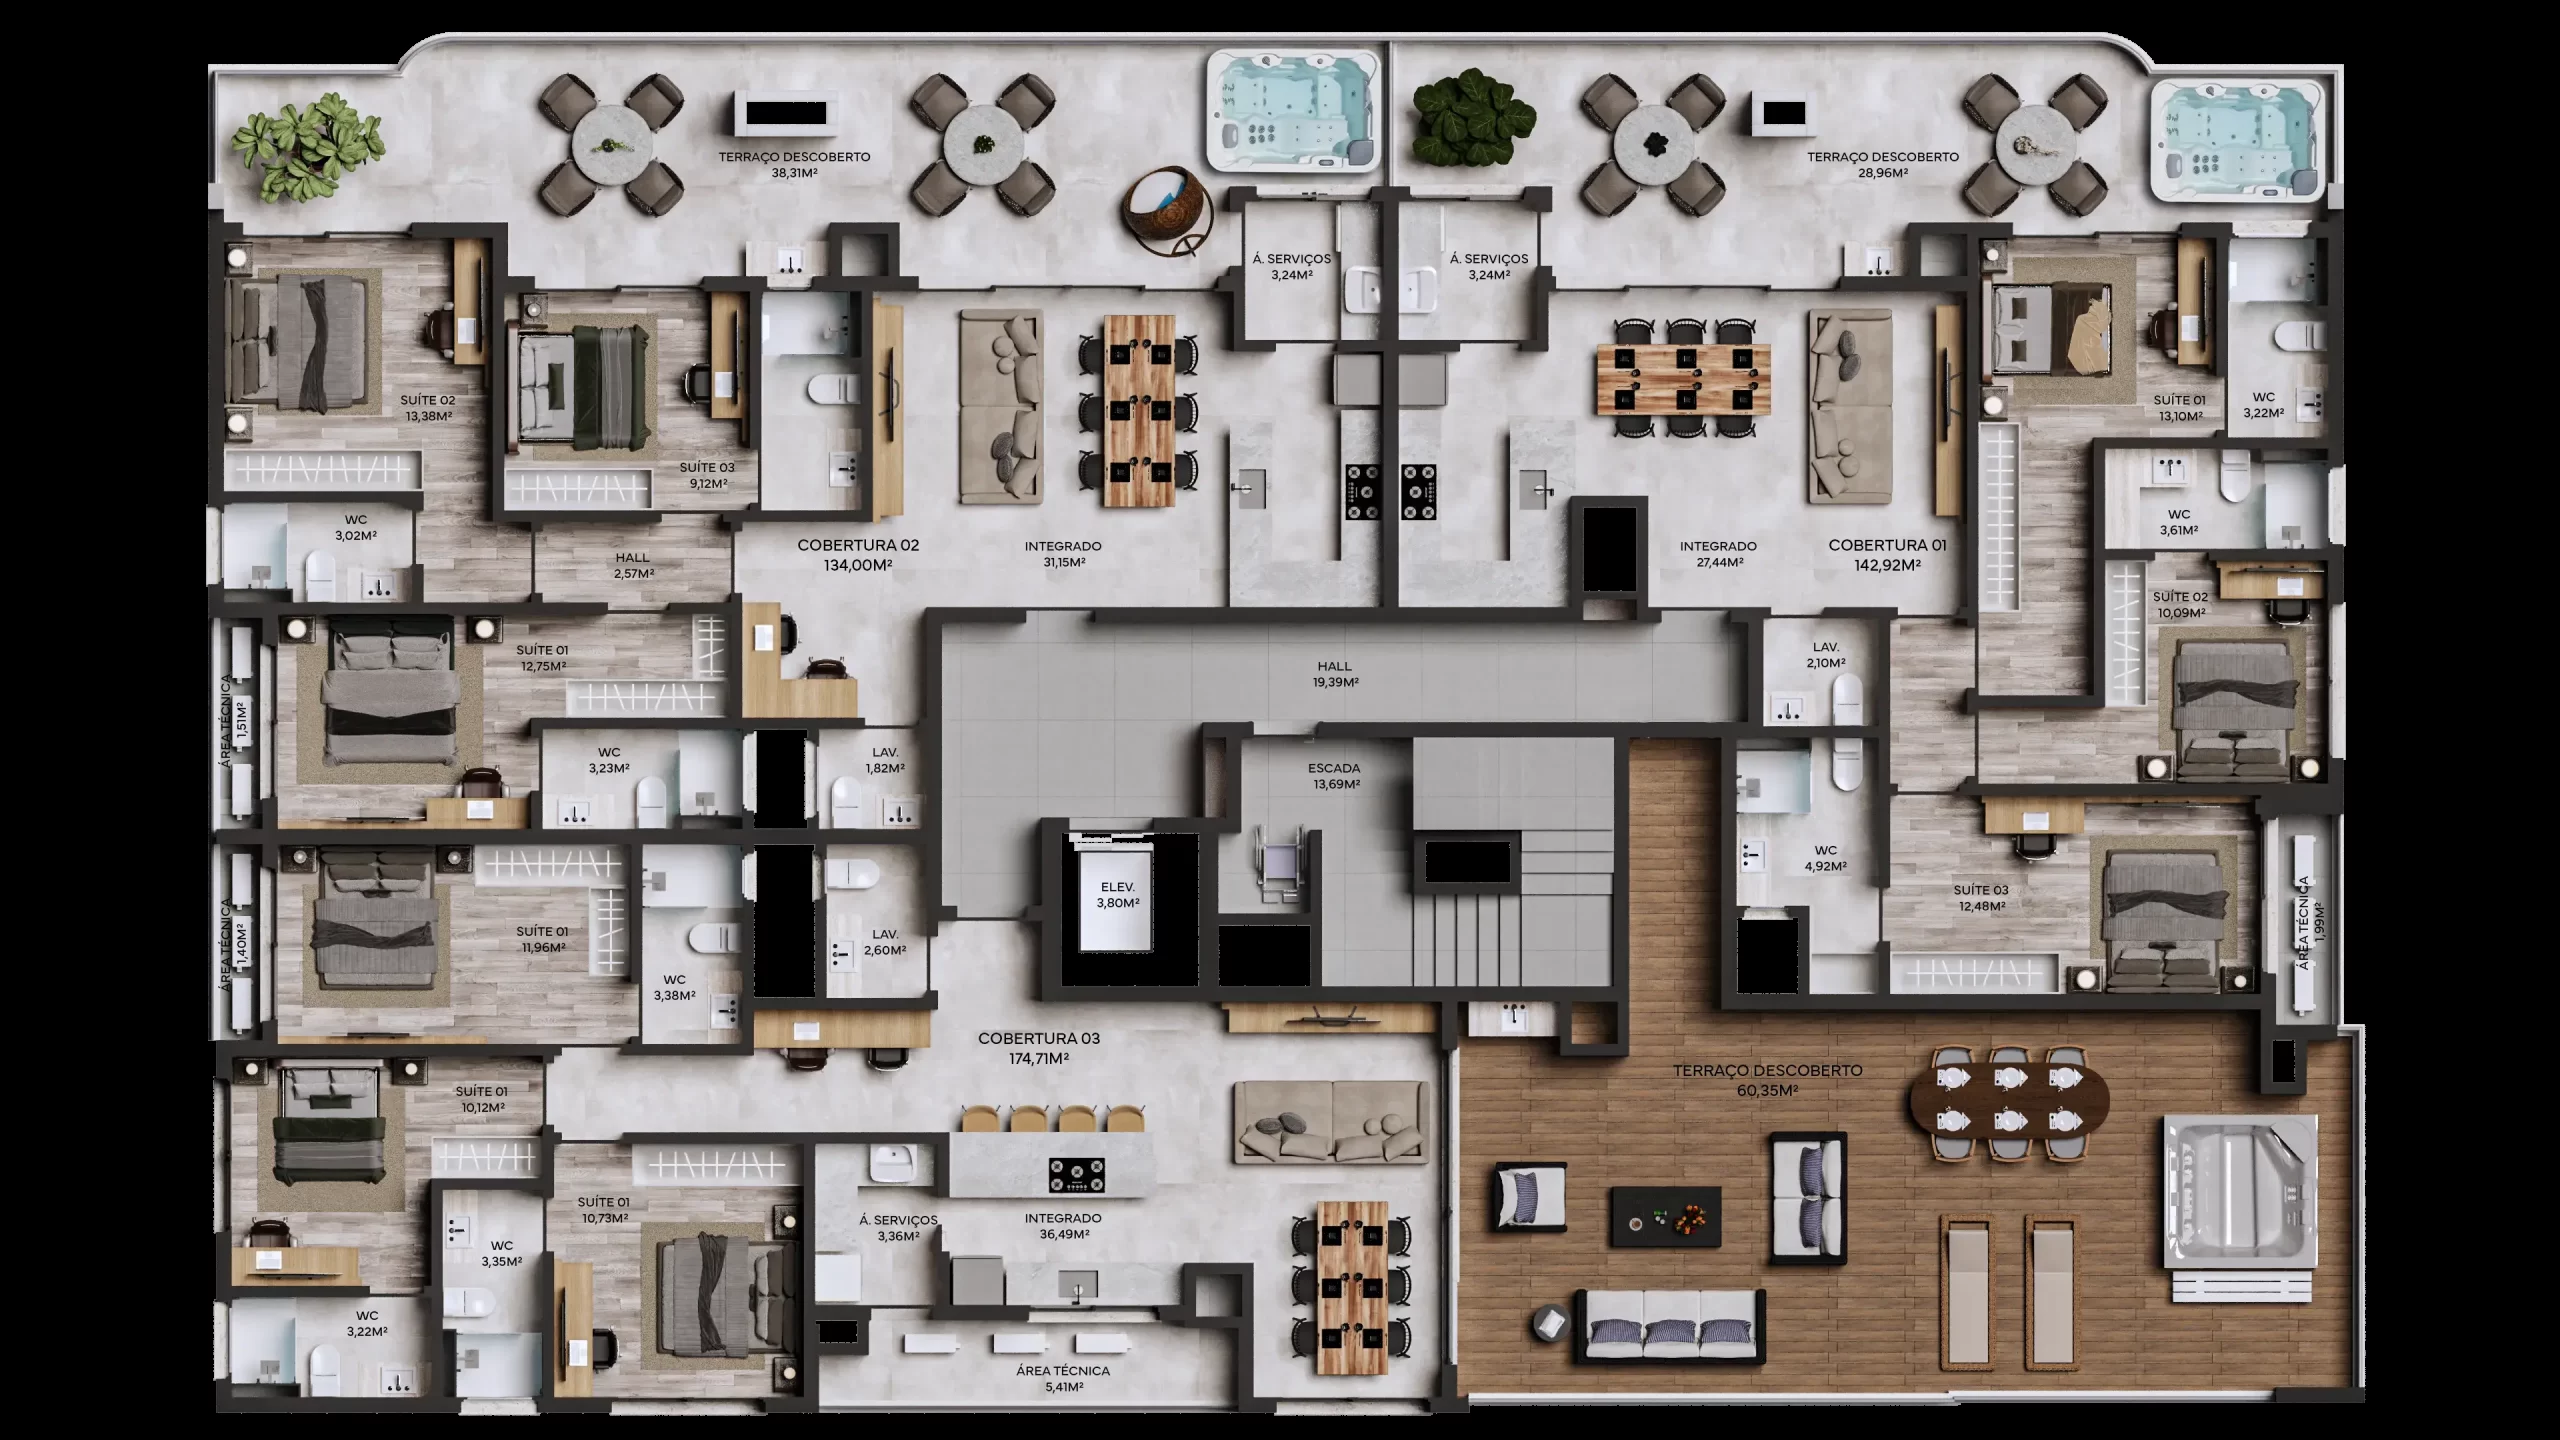 TERRAÇO DESCOBERTO
38,31M²
TERRAÇO DESCOBERTO
28,96M²
Á. SERVIÇOS
3,24M²
Á. SERVIÇOS
3,24M²
SUÍTE 02
13,38M²
SUÍTE 03
9,12M²
SUÍTE 01
13,10M²
WC
3,22M²
WC
3,02M²
HALL
2,57M²
COBERTURA 02
134,00M²
INTEGRADO
31,15M²
INTEGRADO
27,44M²
COBERTURA 01
142,92M²
WC
3,61M²
SUÍTE 02
10,09M²
SUÍTE 01
12,75M²
HALL
19,39M²
LAV.
2,10M²
ÁREA TÉCNICA
1,51M²
WC
3,23M²
LAV.
1,82M²
ESCADA
13,69M²
WC
4,92M²
SUÍTE 03
12,48M²
ÁREA TÉCNICA
1,99M²
ÁREA TÉCNICA
1,40M²
SUÍTE 01
11,96M²
WC
3,38M²
LAV.
2,60M²
ELEV.
3,80M²
COBERTURA 03
174,71M²
TERRAÇO DESCOBERTO
60,35M²
SUÍTE 01
10,12M²
SUÍTE 01
10,73M²
WC
3,35M²
Á. SERVIÇOS
3,36M²
INTEGRADO
36,49M²
WC
3,22M²
ÁREA TÉCNICA
5,41M²